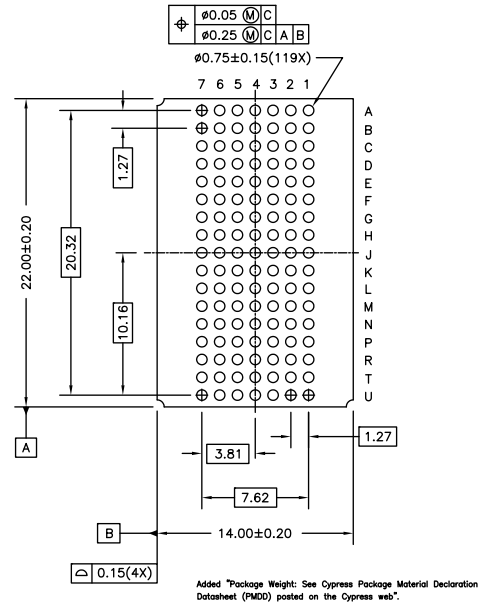 ⌖ ø0.05 Ⓜ C
ø0.25 Ⓜ C A B
ø0.75±0.15(119X)
7 6 5 4 3 2 1
A
B
C
D
E
F
G
H
J
K
L
M
N
P
R
T
U
1.27
20.32
22.00±0.20
10.16
A
1.27
3.81
7.62
B
14.00±0.20
⌓ 0.15(4X)
Added "Package Weight: See Cypress Package Material Declaration
Datasheet (PMDD) posted on the Cypress web".